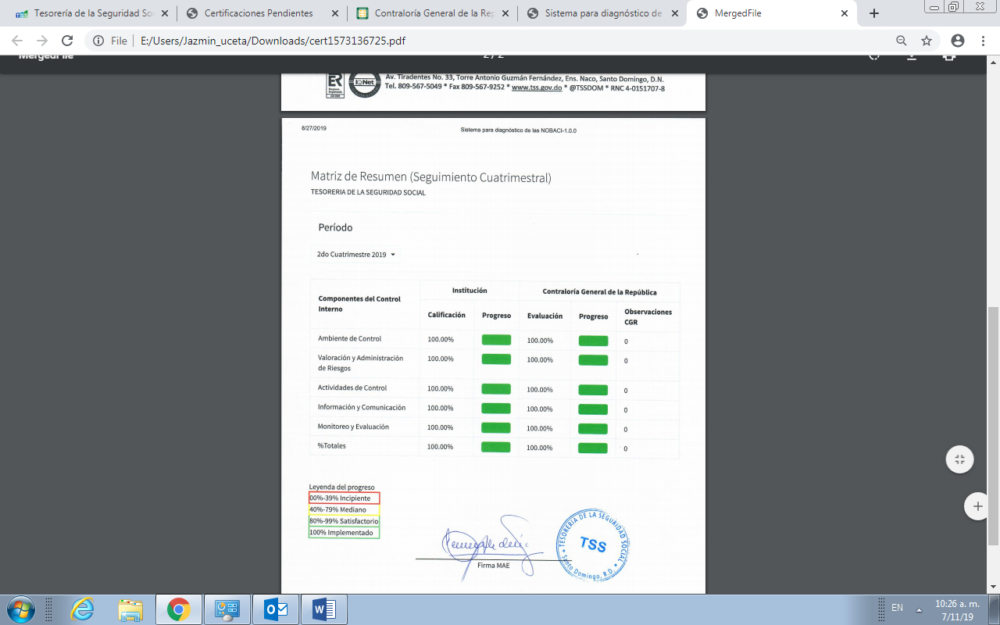 Tesorería de la Seguridad So
Certificaciones Pendientes
Contraloría General de la Rep
Sistema para diagnóstico de
MergedFile
File
E:/Users/Jazmin_uceta/Downloads/cert1573136725.pdf
MergedFile
2 / 2
Av. Tiradentes No. 33, Torre Antonio Guzmán Fernández, Ens. Naco, Santo Domingo, D.N.
Tel. 809-567-5049 * Fax 809-567-9252 * www.tss.gov.do * @TSSDOM * RNC 4-0151707-8
ER
IQNet
8/27/2019
Sistema para diagnóstico de las NOBACI-1.0.0
Matriz de Resumen (Seguimiento Cuatrimestral)
TESORERIA DE LA SEGURIDAD SOCIAL
Período
2do Cuatrimestre 2019
Componentes del Control Interno
Institución
Contraloría General de la República
Calificación
Progreso
Evaluación
Progreso
Observaciones CGR
Ambiente de Control 100.00% 100.00% 0
Valoración y Administración
de Riesgos 100.00% 100.00% 0
Actividades de Control 100.00% 100.00% 0
Información y Comunicación 100.00% 100.00% 0
Monitoreo y Evaluación 100.00% 100.00% 0
%Totales 100.00% 100.00% 0
Leyenda del progreso
00%-39% Incipiente
40%-79% Mediano
80%-99% Satisfactorio
100% Implementado
Firma MAE
TESORERIA DE LA SEGURIDAD SOCIAL
TSS
* Santo Domingo, R.D. *
EN
10:26 a. m.
7/11/19